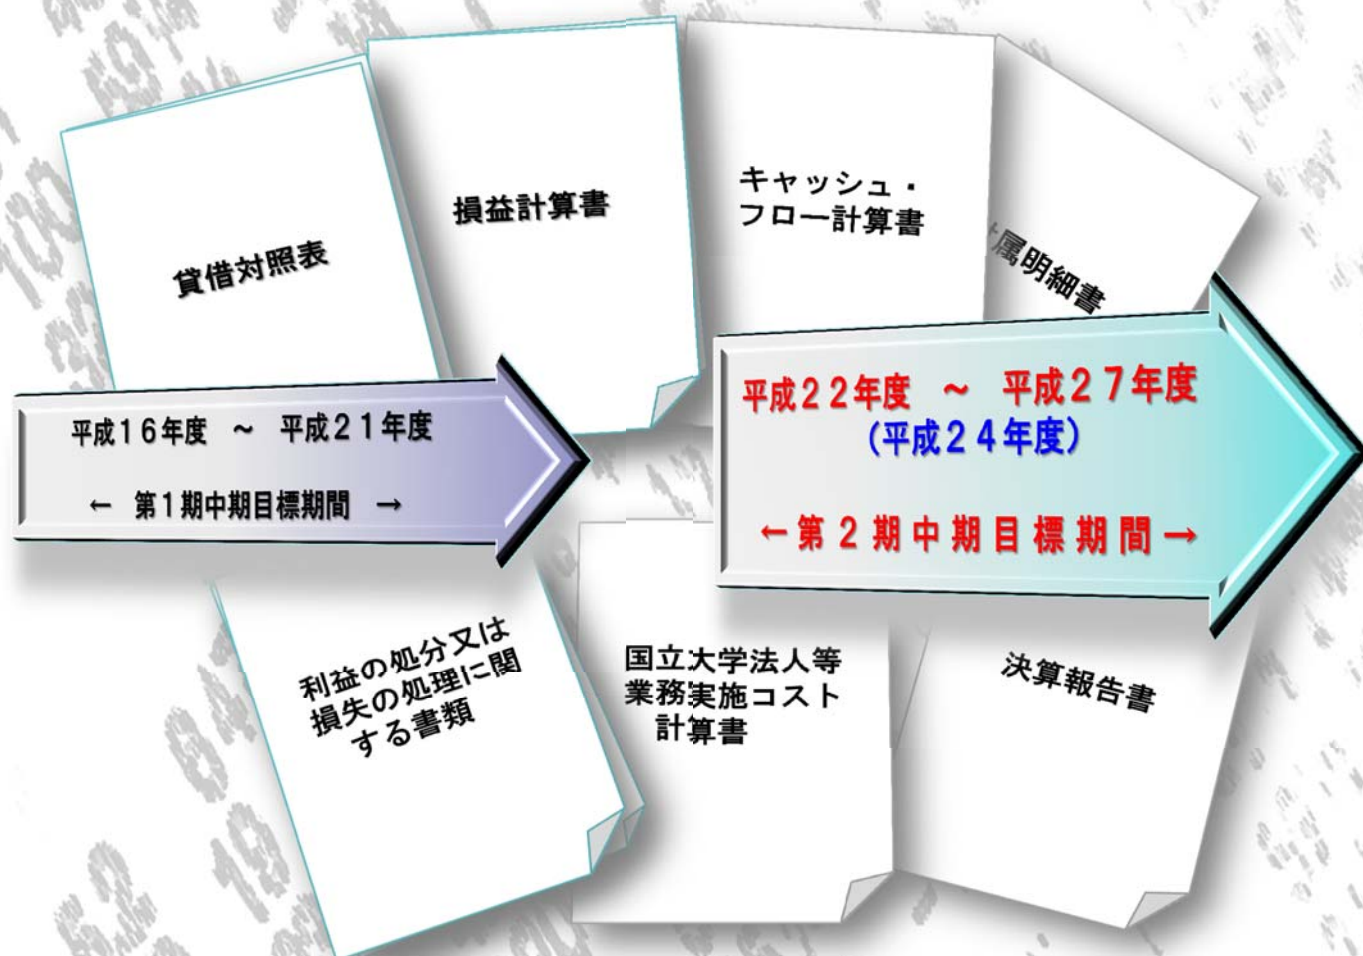 貸借対照表
損益計算書
キャッシュ・
フロー計算書
属明細書
平成16年度 ～ 平成21年度
← 第1期中期目標期間 →
平成22年度 ～ 平成27年度
(平成24年度)
←第2期中期目標期間→
利益の処分又は
損失の処理に関
する書類
国立大学法人等
業務実施コスト
計算書
決算報告書